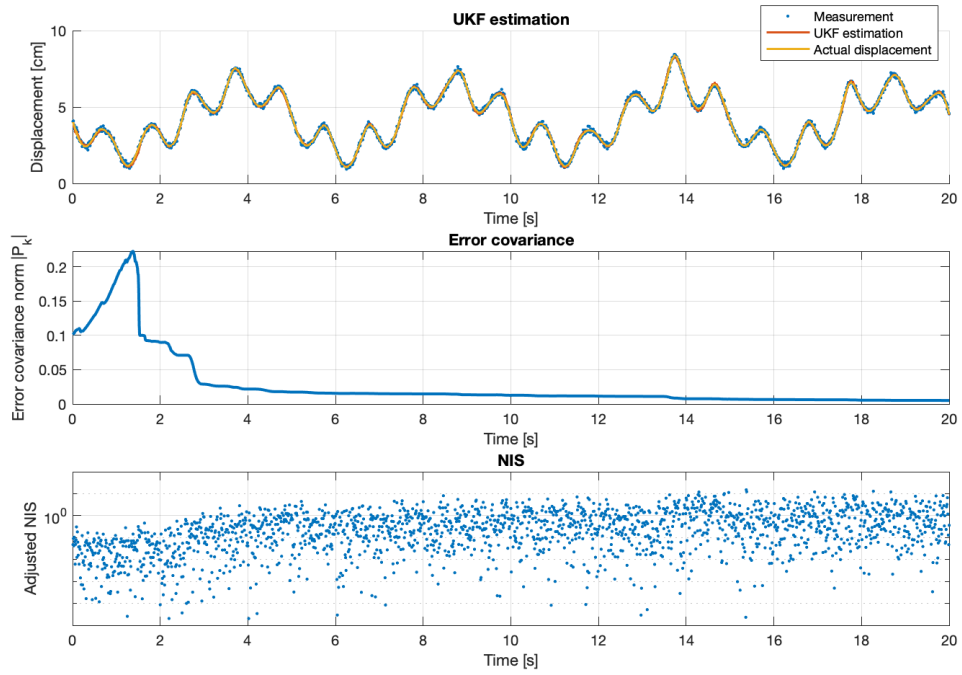 UKF estimation
Measurement
UKF estimation
Actual displacement
Displacement [cm]
10
5
0
0 2 4 6 8 10 12 14 16 18 20
Time [s]
Error covariance
Error covariance norm |P_k|
0.2
0.15
0.1
0.05
0
0 2 4 6 8 10 12 14 16 18 20
Time [s]
NIS
Adjusted NIS
10^0
0 2 4 6 8 10 12 14 16 18 20
Time [s]